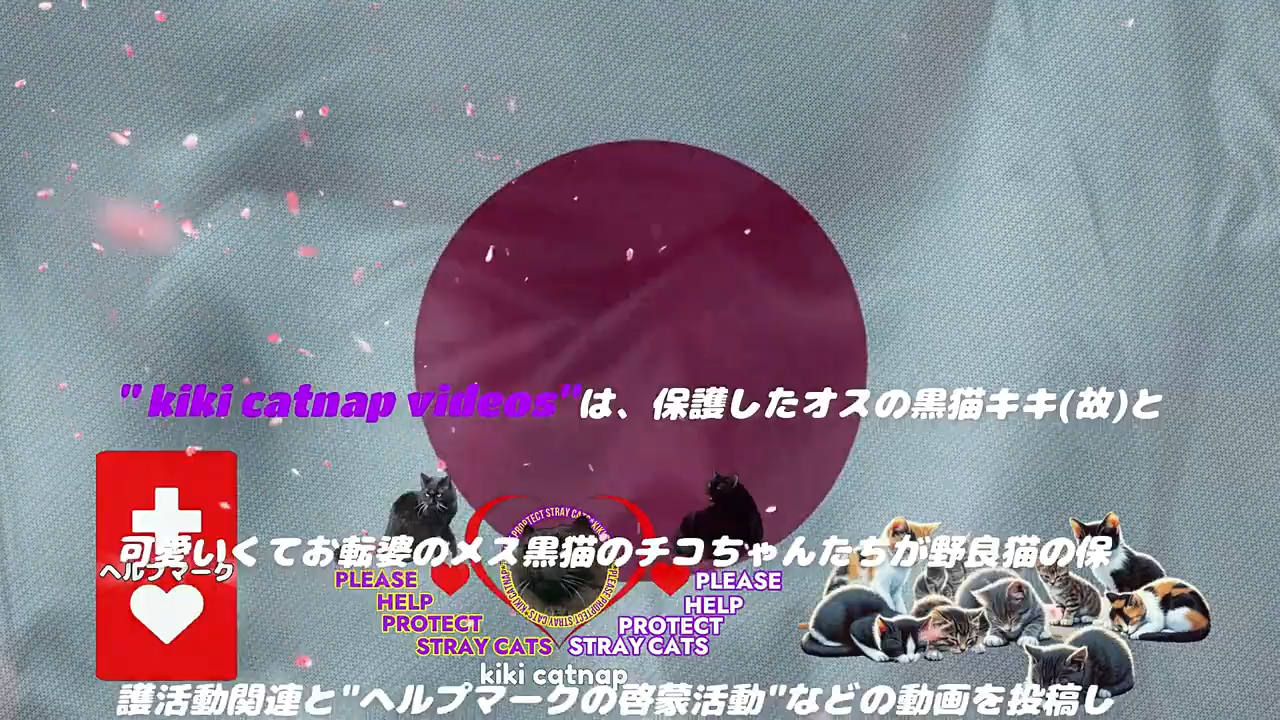 "kiki catnap videos"は、保護したオスの黒猫キキ(故)と
可愛いくてお転婆のメス黒猫のチコちゃんたちが野良猫の保
ヘルプマーク
PLEASE
HELP
PROTECT
STRAY CATS
PLEASE
HELP
PROTECT
STRAY CATS
kiki catnap
護活動関連と"ヘルプマークの啓蒙活動"などの動画を投稿し